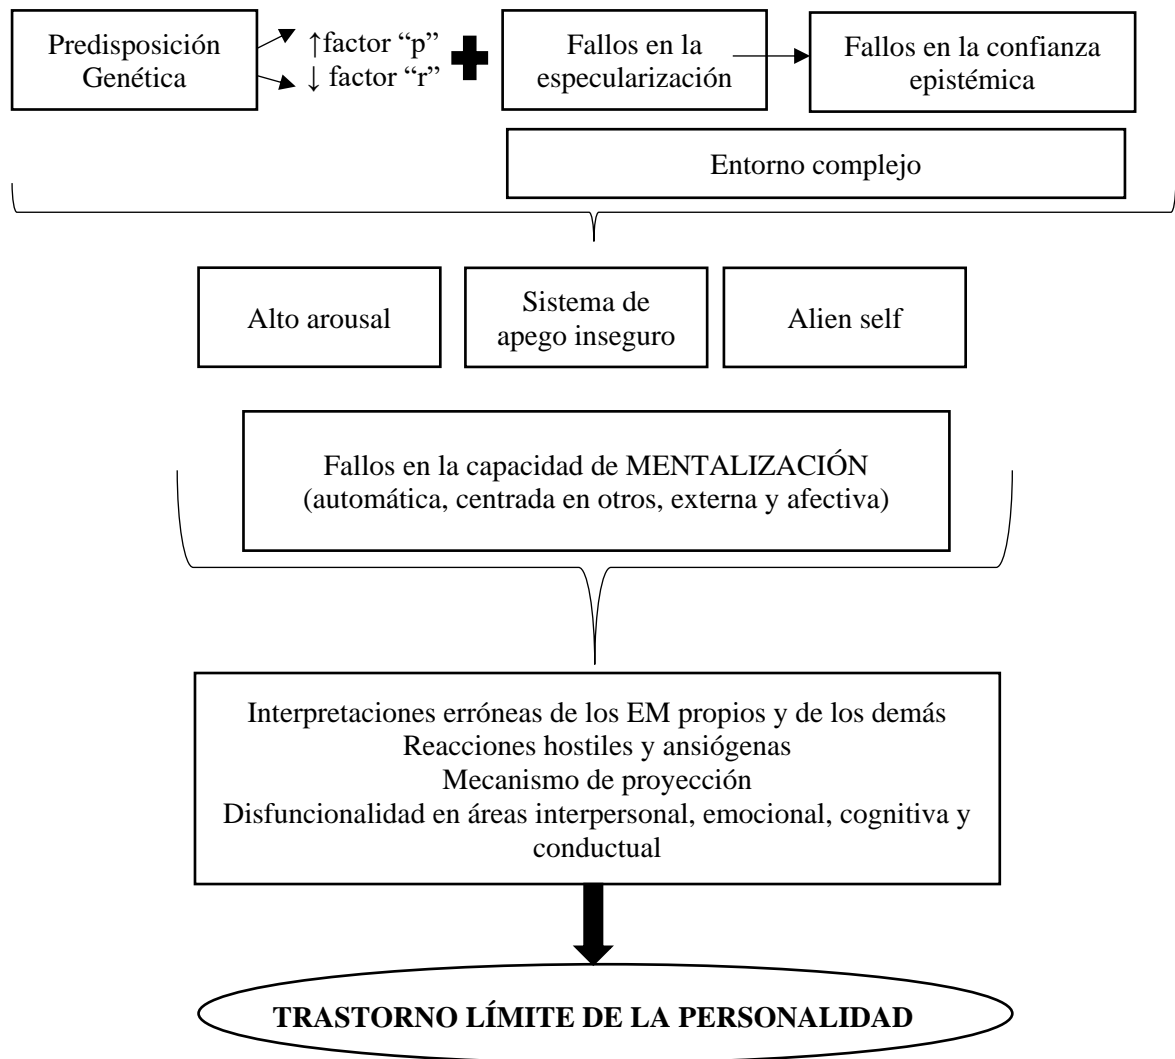 Predisposición
Genética
↑factor “p”
↓ factor “r”
Fallos en la
especularización
Fallos en la confianza
epistémica
Entorno complejo
Alto arousal
Sistema de
apego inseguro
Alien self
Fallos en la capacidad de MENTALIZACIÓN
(automática, centrada en otros, externa y afectiva)
Interpretaciones erróneas de los EM propios y de los demás
Reacciones hostiles y ansiógenas
Mecanismo de proyección
Disfuncionalidad en áreas interpersonal, emocional, cognitiva y
conductual
TRASTORNO LÍMITE DE LA PERSONALIDAD